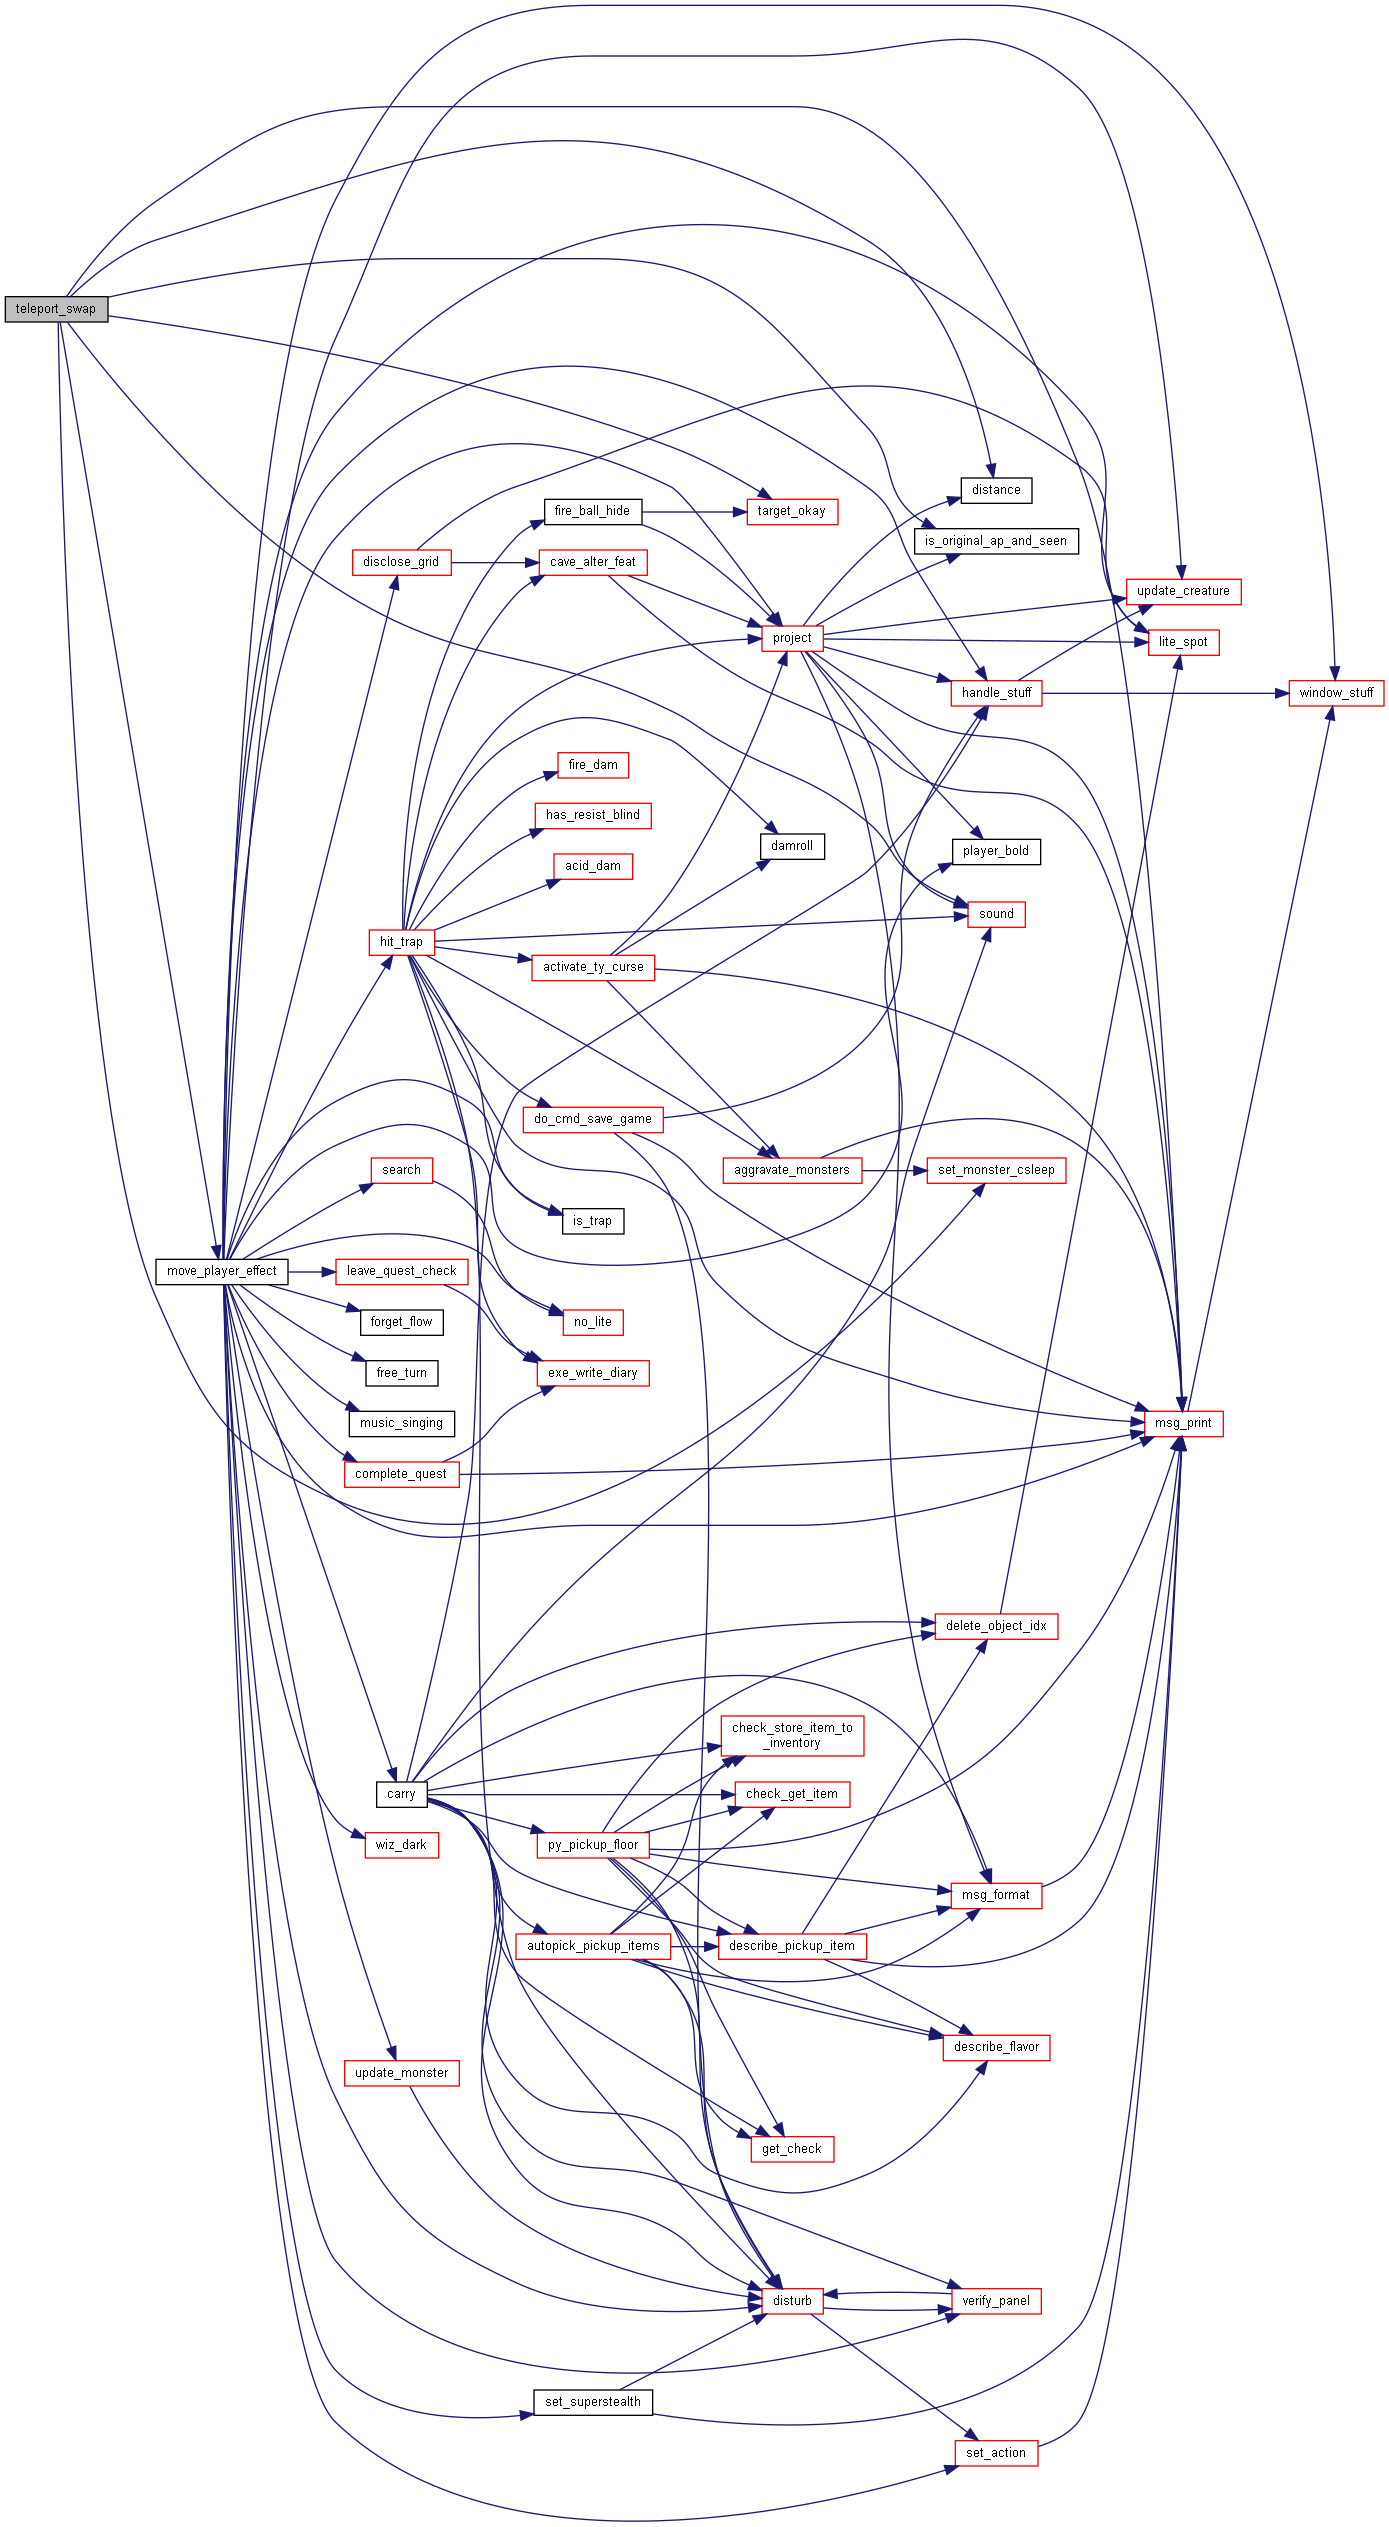 teleport_swap
distance
fire_ball_hide
target_okay
is_original_ap_and_seen
disclose_grid
cave_alter_feat
update_creature
project
lite_spot
handle_stuff
window_stuff
fire_dam
has_resist_blind
damroll
player_bold
acid_dam
sound
hit_trap
activate_ty_curse
do_cmd_save_game
search
aggravate_monsters
set_monster_csleep
is_trap
move_player_effect
leave_quest_check
forget_flow
no_lite
free_turn
exe_write_diary
music_singing
msg_print
complete_quest
delete_object_idx
check_store_item_to
_inventory
carry
check_get_item
wiz_dark
py_pickup_floor
msg_format
autopick_pickup_items
describe_pickup_item
describe_flavor
update_monster
get_check
disturb
verify_panel
set_superstealth
set_action